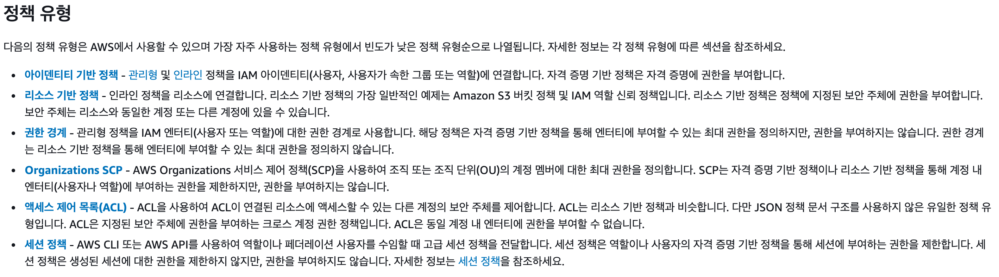 정책 유형
다음의 정책 유형은 AWS에서 사용할 수 있으며 가장 자주 사용하는 정책 유형에서 빈도가 낮은 정책 유형순으로 나열됩니다. 자세한 정보는 각 정책 유형에 따른 섹션을 참조하세요.
• 아이덴티티 기반 정책 - 관리형 및 인라인 정책을 IAM 아이덴티티(사용자, 사용자가 속한 그룹 또는 역할)에 연결합니다. 자격 증명 기반 정책은 자격 증명에 권한을 부여합니다.
• 리소스 기반 정책 - 인라인 정책을 리소스에 연결합니다. 리소스 기반 정책의 가장 일반적인 예제는 Amazon S3 버킷 정책 및 IAM 역할 신뢰 정책입니다. 리소스 기반 정책은 정책에 지정된 보안 주체에 권한을 부여합니다.
보안 주체는 리소스와 동일한 계정 또는 다른 계정에 있을 수 있습니다.
• 권한 경계 - 관리형 정책을 IAM 엔터티(사용자 또는 역할)에 대한 권한 경계로 사용합니다. 해당 정책은 자격 증명 기반 정책을 통해 엔터티에 부여할 수 있는 최대 권한을 정의하지만, 권한을 부여하지는 않습니다. 권한 경계
는 리소스 기반 정책을 통해 엔터티에 부여할 수 있는 최대 권한을 정의하지 않습니다.
• Organizations SCP - AWS Organizations 서비스 제어 정책(SCP)을 사용하여 조직 또는 조직 단위(OU)의 계정 멤버에 대한 최대 권한을 정의합니다. SCP는 자격 증명 기반 정책이나 리소스 기반 정책을 통해 계정 내
엔터티(사용자나 역할)에 부여하는 권한을 제한하지만, 권한을 부여하지는 않습니다.
• 액세스 제어 목록(ACL) - ACL을 사용하여 ACL이 연결된 리소스에 액세스할 수 있는 다른 계정의 보안 주체를 제어합니다. ACL는 리소스 기반 정책과 비슷합니다. 다만 JSON 정책 문서 구조를 사용하지 않은 유일한 정책 유
형입니다. ACL은 지정된 보안 주체에 권한을 부여하는 크로스 계정 권한 정책입니다. ACL은 동일 계정 내 엔터티에 권한을 부여할 수 없습니다.
• 세션 정책 - AWS CLI 또는 AWS API를 사용하여 역할이나 페더레이션 사용자를 수임할 때 고급 세션 정책을 전달합니다. 세션 정책은 역할이나 사용자의 자격 증명 기반 정책을 통해 세션에 부여하는 권한을 제한합니다. 세
션 정책은 생성된 세션에 대한 권한을 제한하지 않지만, 권한을 부여하지도 않습니다. 자세한 정보는 세션 정책을 참조하세요.